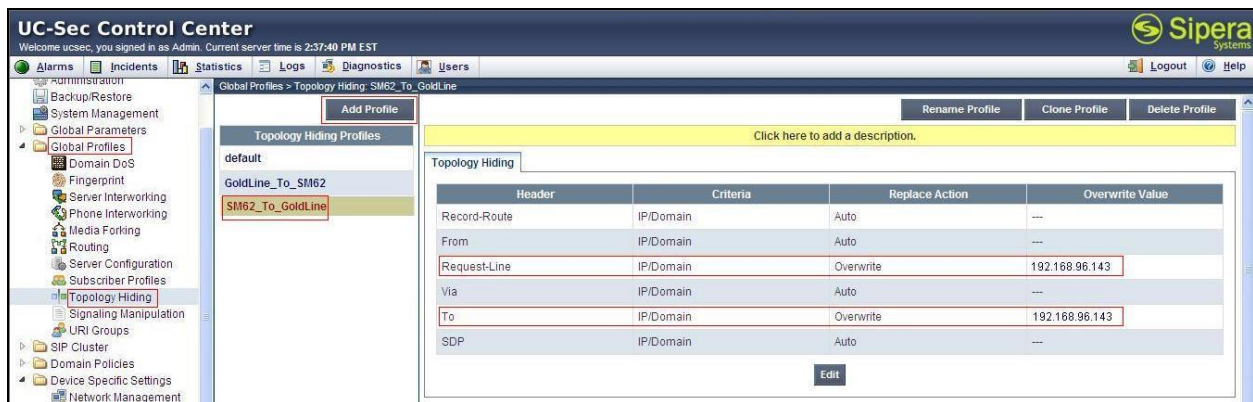 UC-Sec Control Center
Welcome ucsec, you signed in as Admin. Current server time is 2:37:40 PM EST
Sipera
Systems
Alarms Incidents Statistics Logs Diagnostics Users Logout Help
Administration
Backup/Restore
System Management
Global Parameters
Global Profiles
Domain DoS
Fingerprint
Server Interworking
Phone Interworking
Media Forking
Routing
Server Configuration
Subscriber Profiles
Topology Hiding
Signaling Manipulation
URI Groups
SIP Cluster
Domain Policies
Device Specific Settings
Network Management
Global Profiles > Topology Hiding: SM62_To_GoldLine
Add Profile
Topology Hiding Profiles
default
GoldLine_To_SM62
SM62_To_GoldLine
Rename Profile Clone Profile Delete Profile
Click here to add a description.
Topology Hiding
Header Criteria Replace Action Overwrite Value
Record-Route IP/Domain Auto ---
From IP/Domain Auto ---
Request-Line IP/Domain Overwrite 192.168.96.143
Via IP/Domain Auto ---
To IP/Domain Overwrite 192.168.96.143
SDP IP/Domain Auto ---
Edit